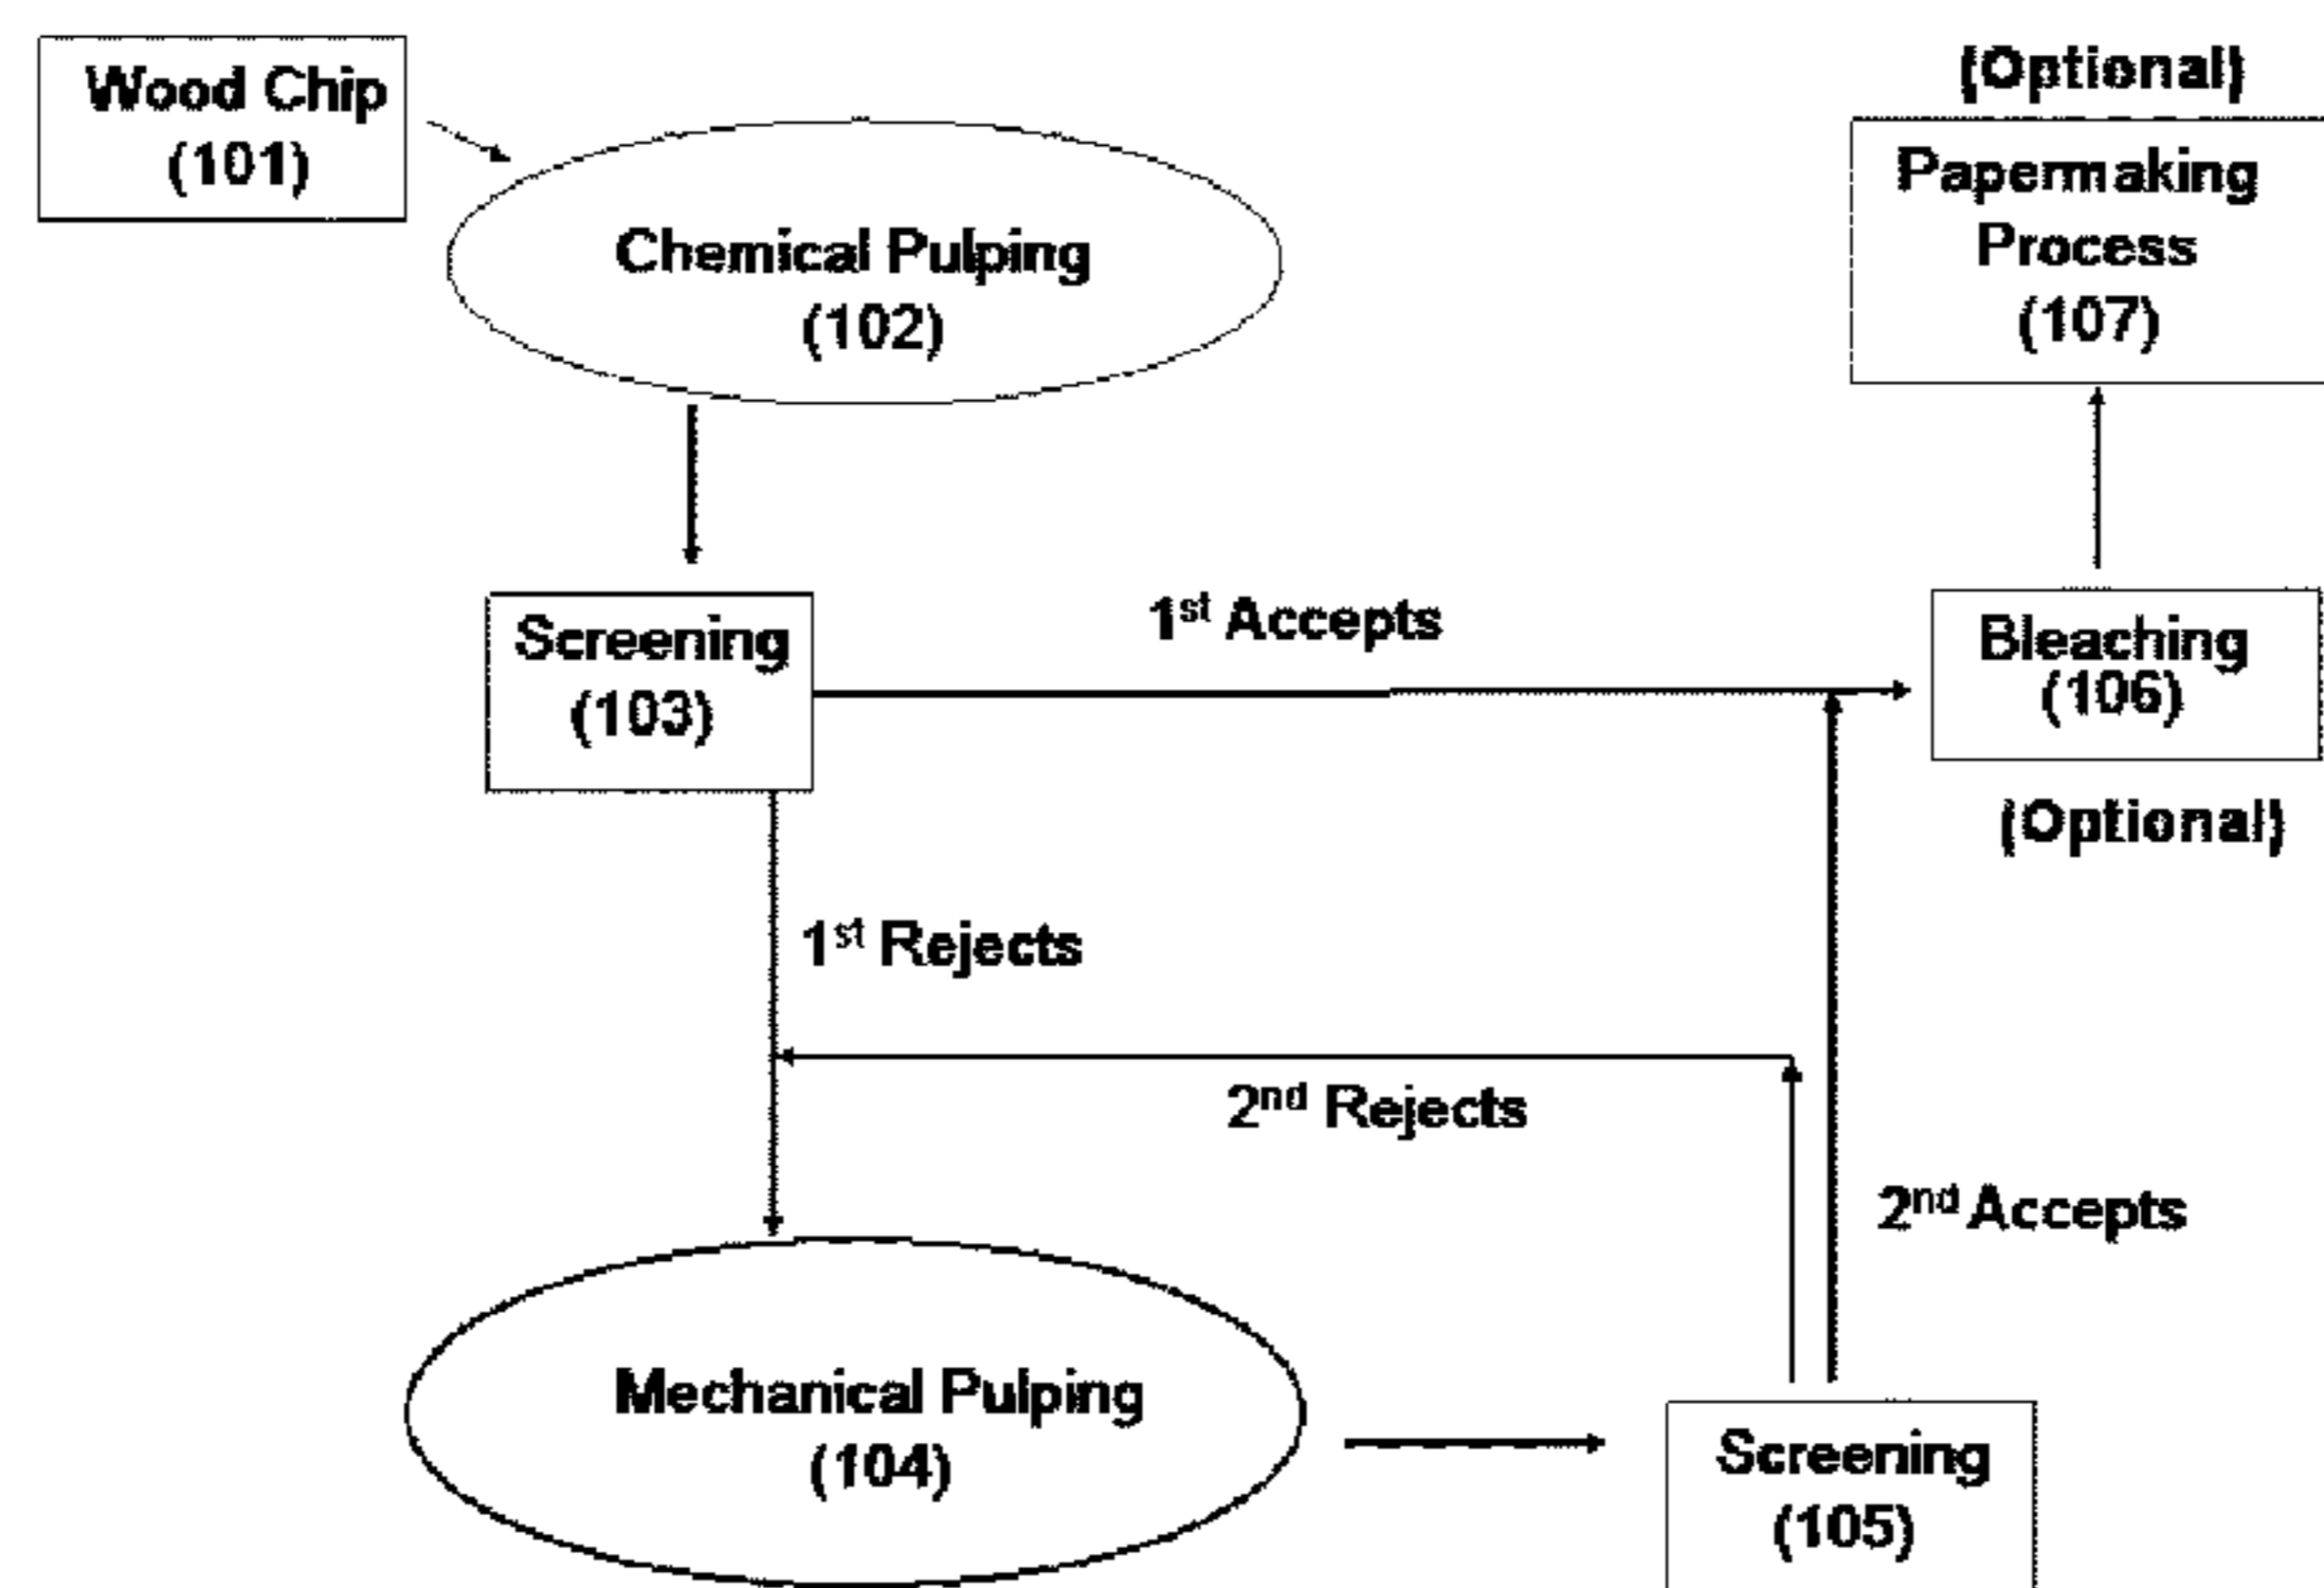 Wood Chip
(101)
Chemical Pulping
(102)
(Optional)
Papermaking
Process
(107)
Screening
(103)
1st Accepts
Bleaching
(106)
(Optional)
1st Rejects
2nd Rejects
2nd Accepts
Mechanical Pulping
(104)
Screening
(105)